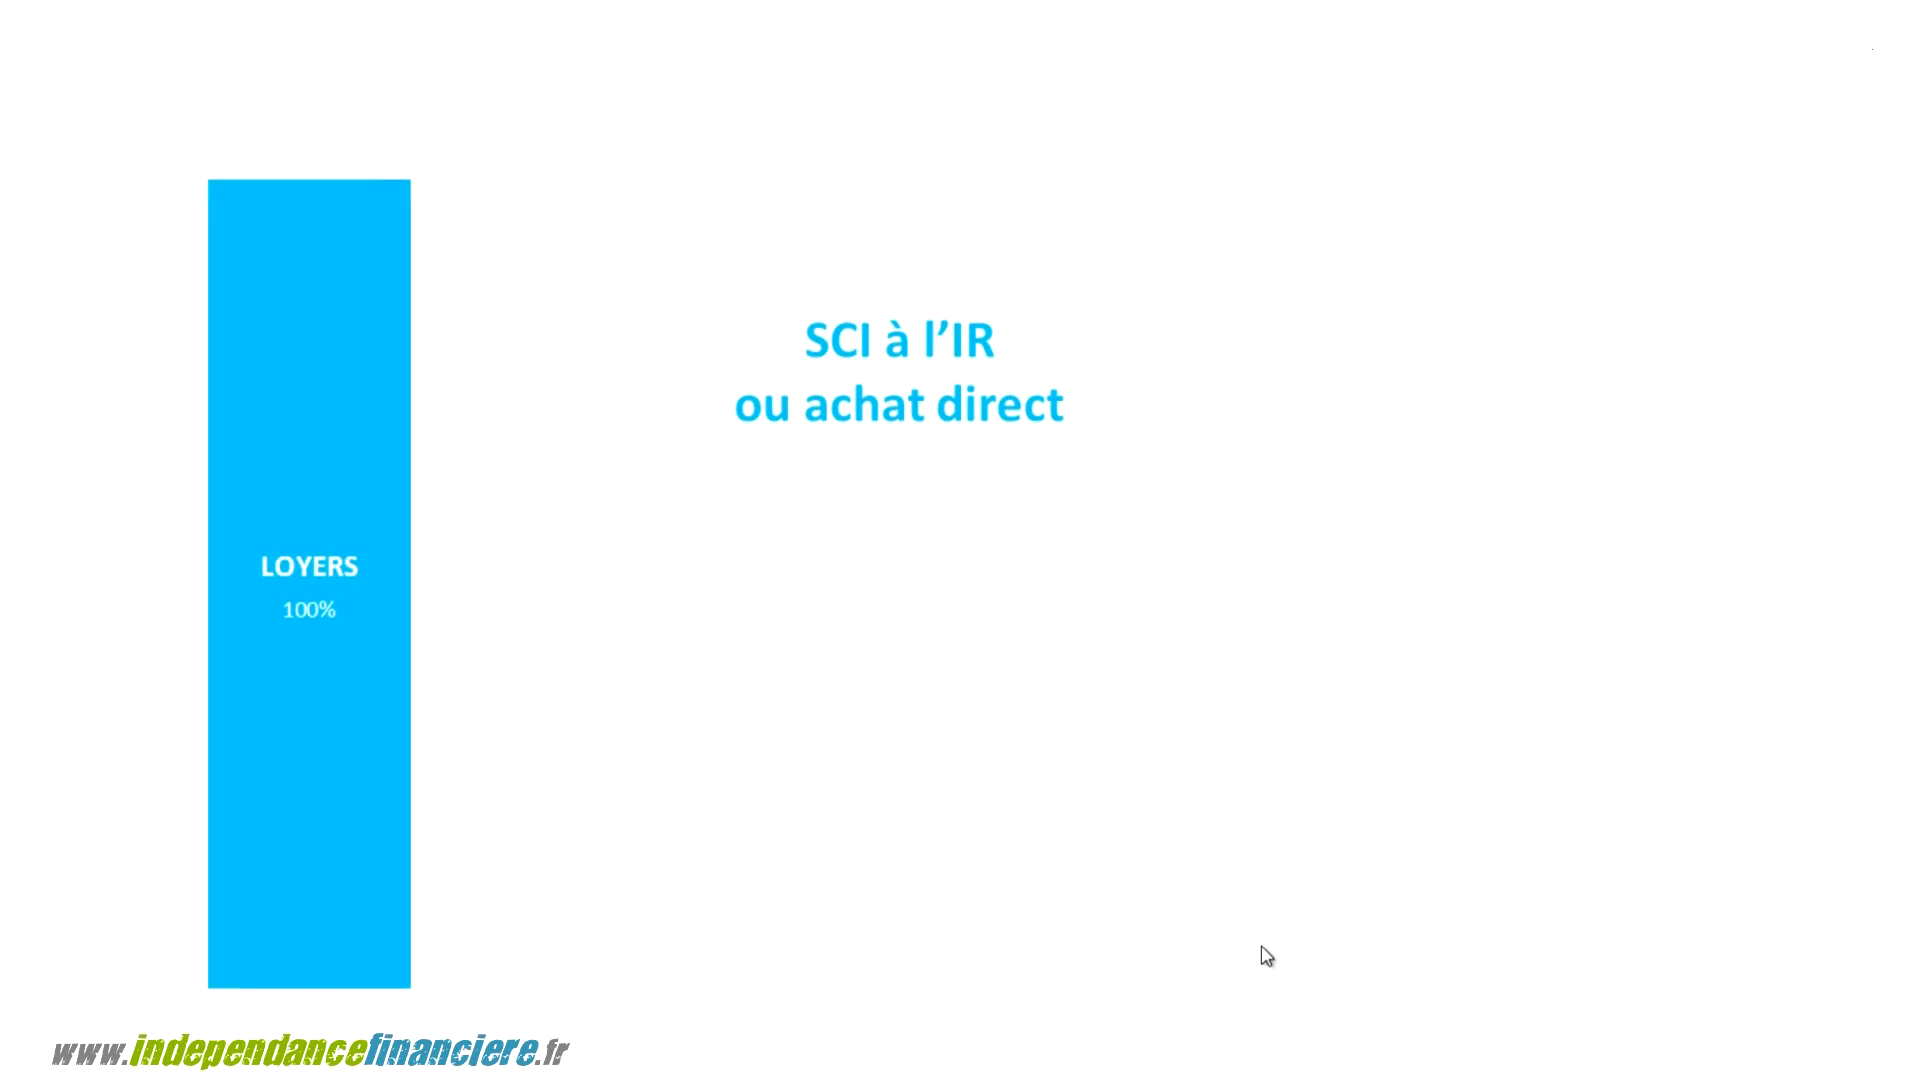 SCI à l’IR
ou achat direct
LOYERS
100%
www.independancefinanciere.fr